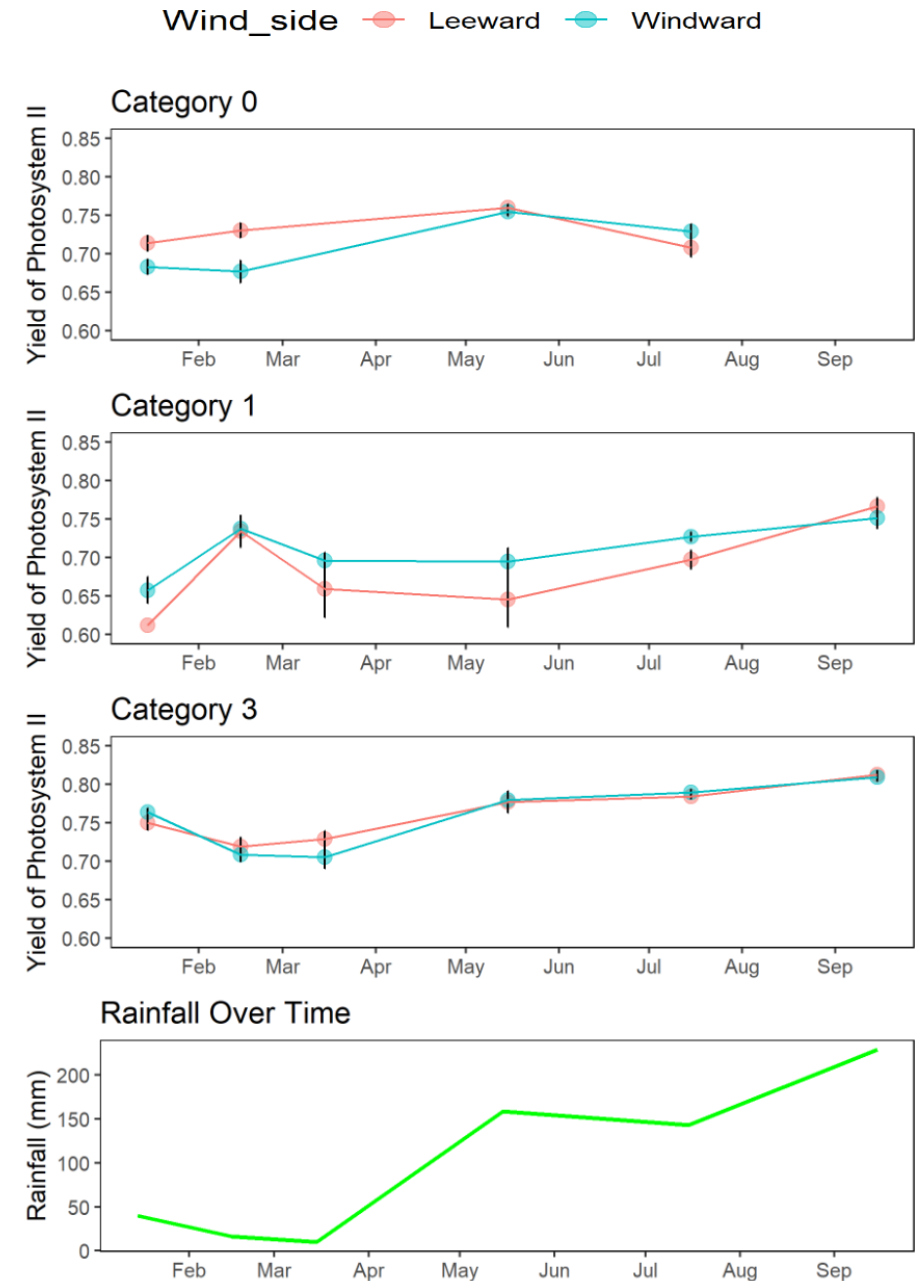 Wind_side Leeward Windward
Category 0
Yield of Photosystem II
0.85
0.80
0.75
0.70
0.65
0.60
Feb Mar Apr May Jun Jul Aug Sep
Category 1
Yield of Photosystem II
0.85
0.80
0.75
0.70
0.65
0.60
Feb Mar Apr May Jun Jul Aug Sep
Category 3
Yield of Photosystem II
0.85
0.80
0.75
0.70
0.65
0.60
Feb Mar Apr May Jun Jul Aug Sep
Rainfall Over Time
Rainfall (mm)
200
150
100
50
0
Feb Mar Apr May Jun Jul Aug Sep